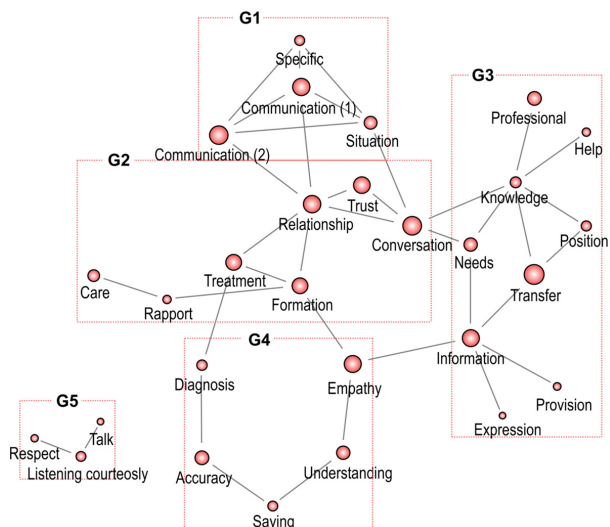 G1
Specific
Communication (1)
Communication (2)
Situation
G2
Trust
Relationship
Conversation
Treatment
Care
Rapport
Formation
G3
Professional
Help
Knowledge
Position
Needs
Transfer
Information
Provision
Expression
G4
Diagnosis
Empathy
Accuracy
Understanding
Saying
G5
Talk
Respect
Listening courteosly